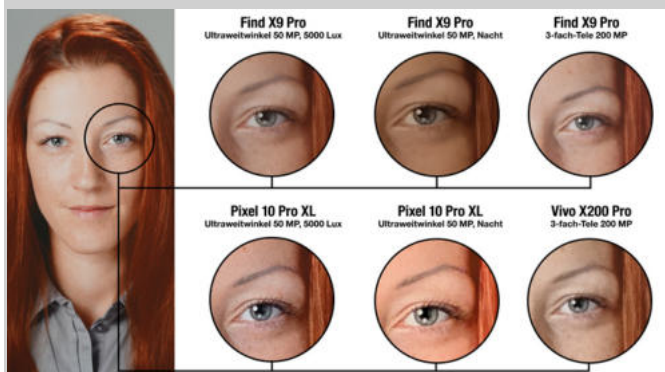 Find X9 Pro
Ultraweitwinkel 50 MP, 5000 Lux
Find X9 Pro
Ultraweitwinkel 50 MP, Nacht
Find X9 Pro
3-fach-Tele 200 MP
Pixel 10 Pro XL
Ultraweitwinkel 50 MP, 5000 Lux
Pixel 10 Pro XL
Ultraweitwinkel 50 MP, Nacht
Vivo X200 Pro
3-fach-Tele 200 MP